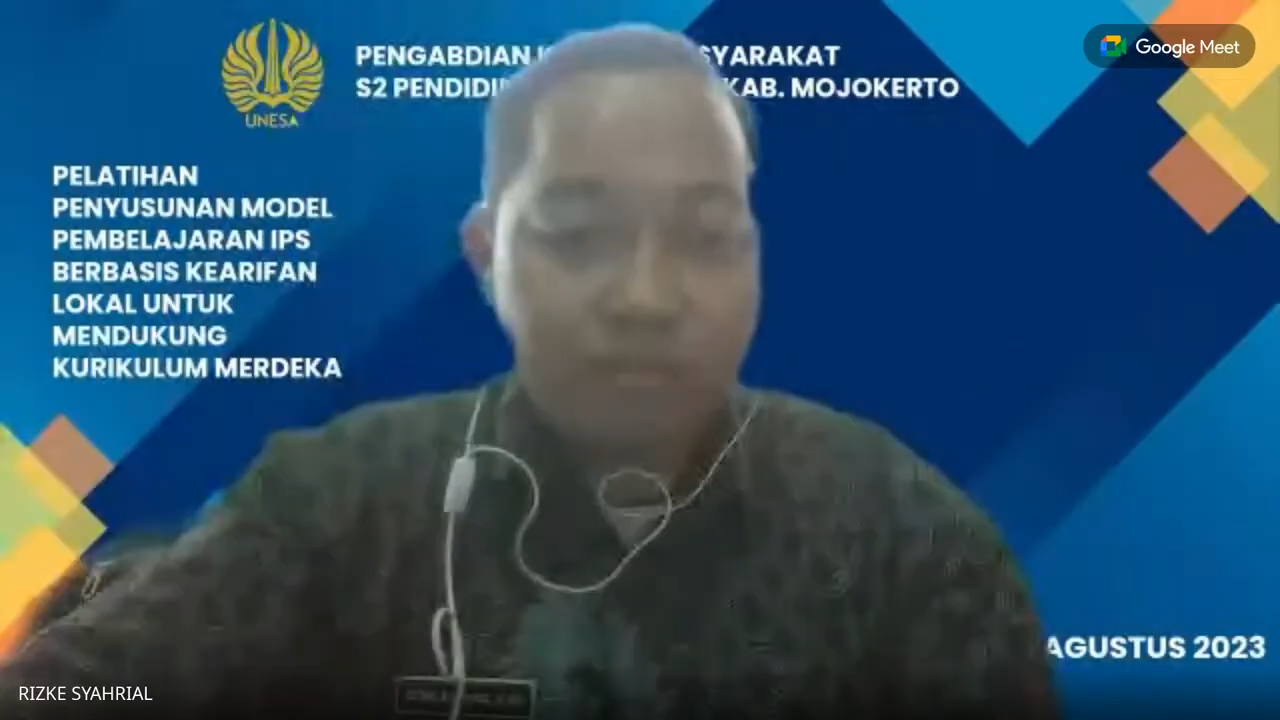 Google Meet
PENGABDIAN SYARAKAT
S2 KAB. MOJOKERTO
UNESA
PELATIHAN
PENYUSUNAN MODEL
PEMBELAJARAN IPS
BERBASIS KEARIFAN
LOKAL UNTUK
MENDUKUNG
KURIKULUM MERDEKA
AGUSTUS 2023
RIZKE SYAHRIAL